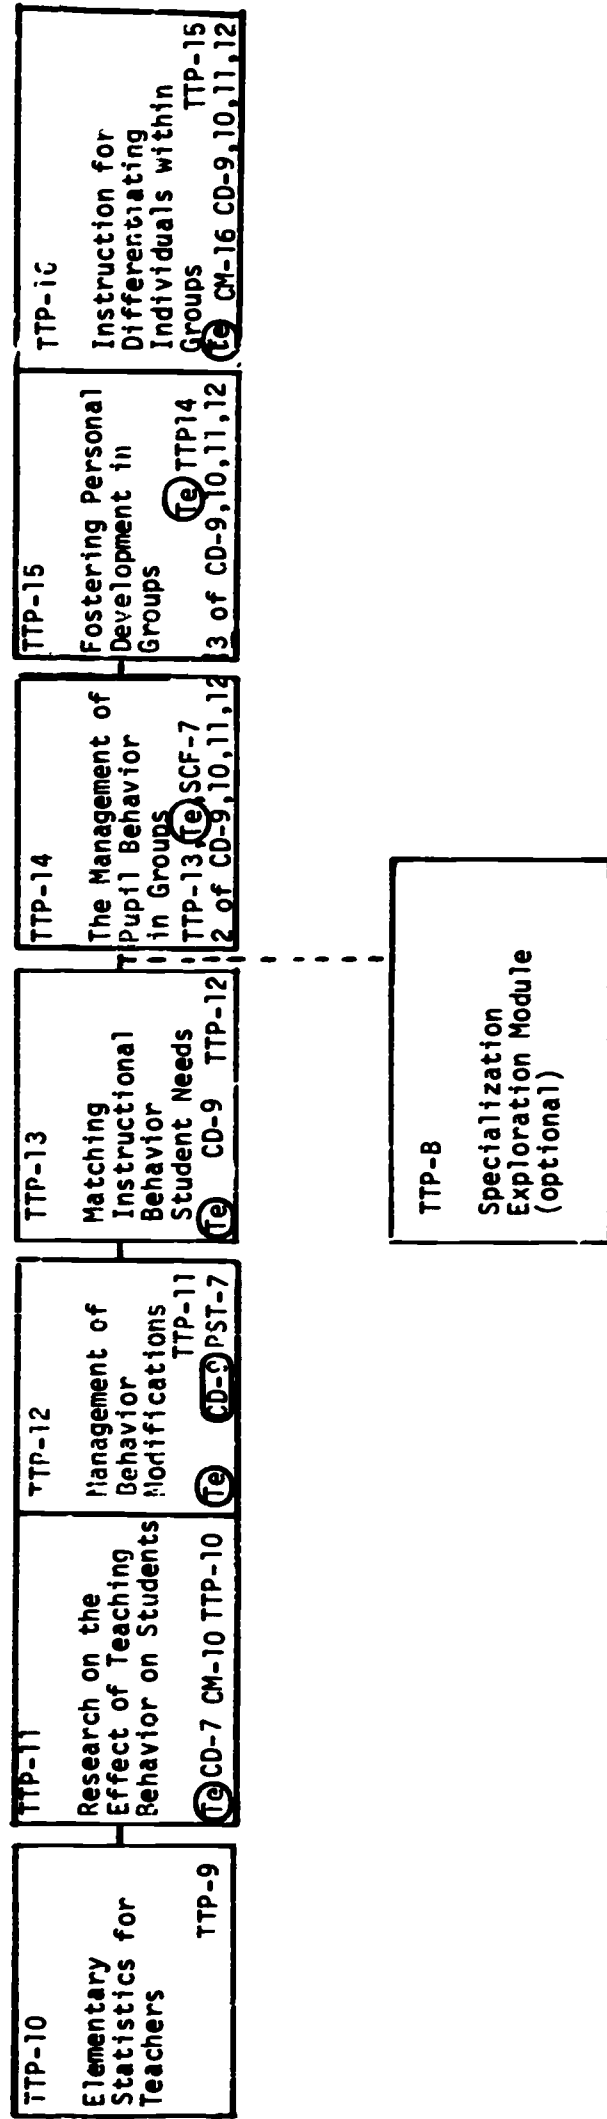 TTP-10
Elementary
Statistics for
Teachers
TTP-9
TTP-11
Research on the
Effect of Teaching
Behavior on Students
Te CD-7 CM-10 TTP-10
TTP-12
Management of
Behavior
Modifications
TTP-11
Te PST-7
TTP-13
Matching
Instructional
Behavior
Student Needs
Te CD-9 TTP-12
TTP-14
The Management of
Pupil Behavior
in Groups
TTP-13, Te, SCF-7
2 of CD-9,10,11,12
TTP-15
Fostering Personal
Development in
Groups
Te TTP14
3 of CD-9,10,11,12
Instruction for
Differentiating
Individuals within
Groups
TTP-15
te CM-16 CD-9,10,11,12
TTP-B
Specialization
Exploration Module
(optional)